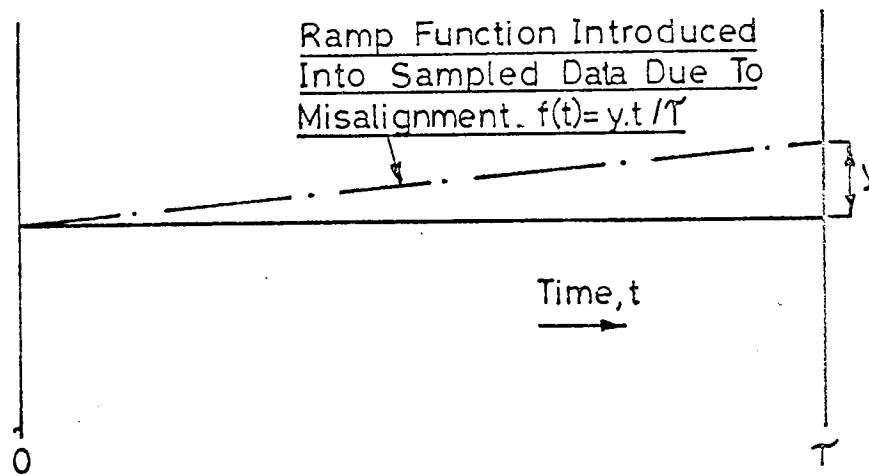 Ramp Function Introduced
Into Sampled Data Due To
Misalignment. f(t)=y.t/τ
y
Time, t
0
τ